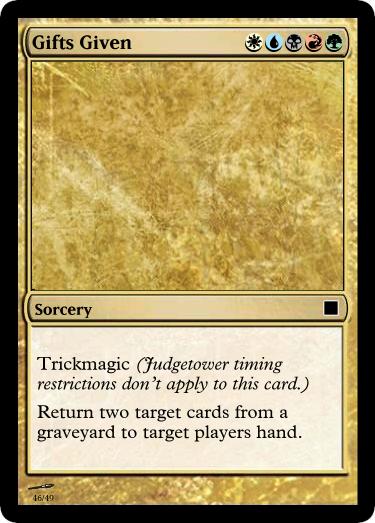 Gifts Given
Sorcery
Trickmagic (Judgetower timing
restrictions don't apply to this card.)
Return two target cards from a
graveyard to target players hand.
46/49